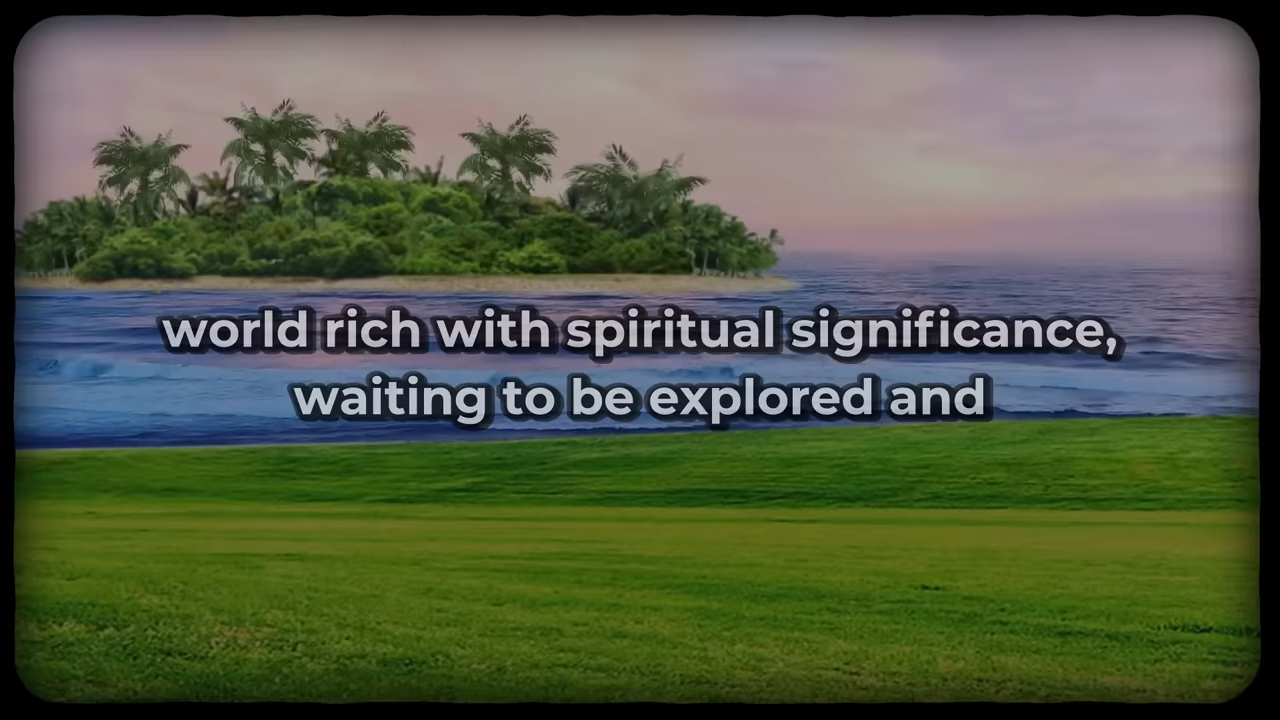 world rich with spiritual significance,
waiting to be explored and